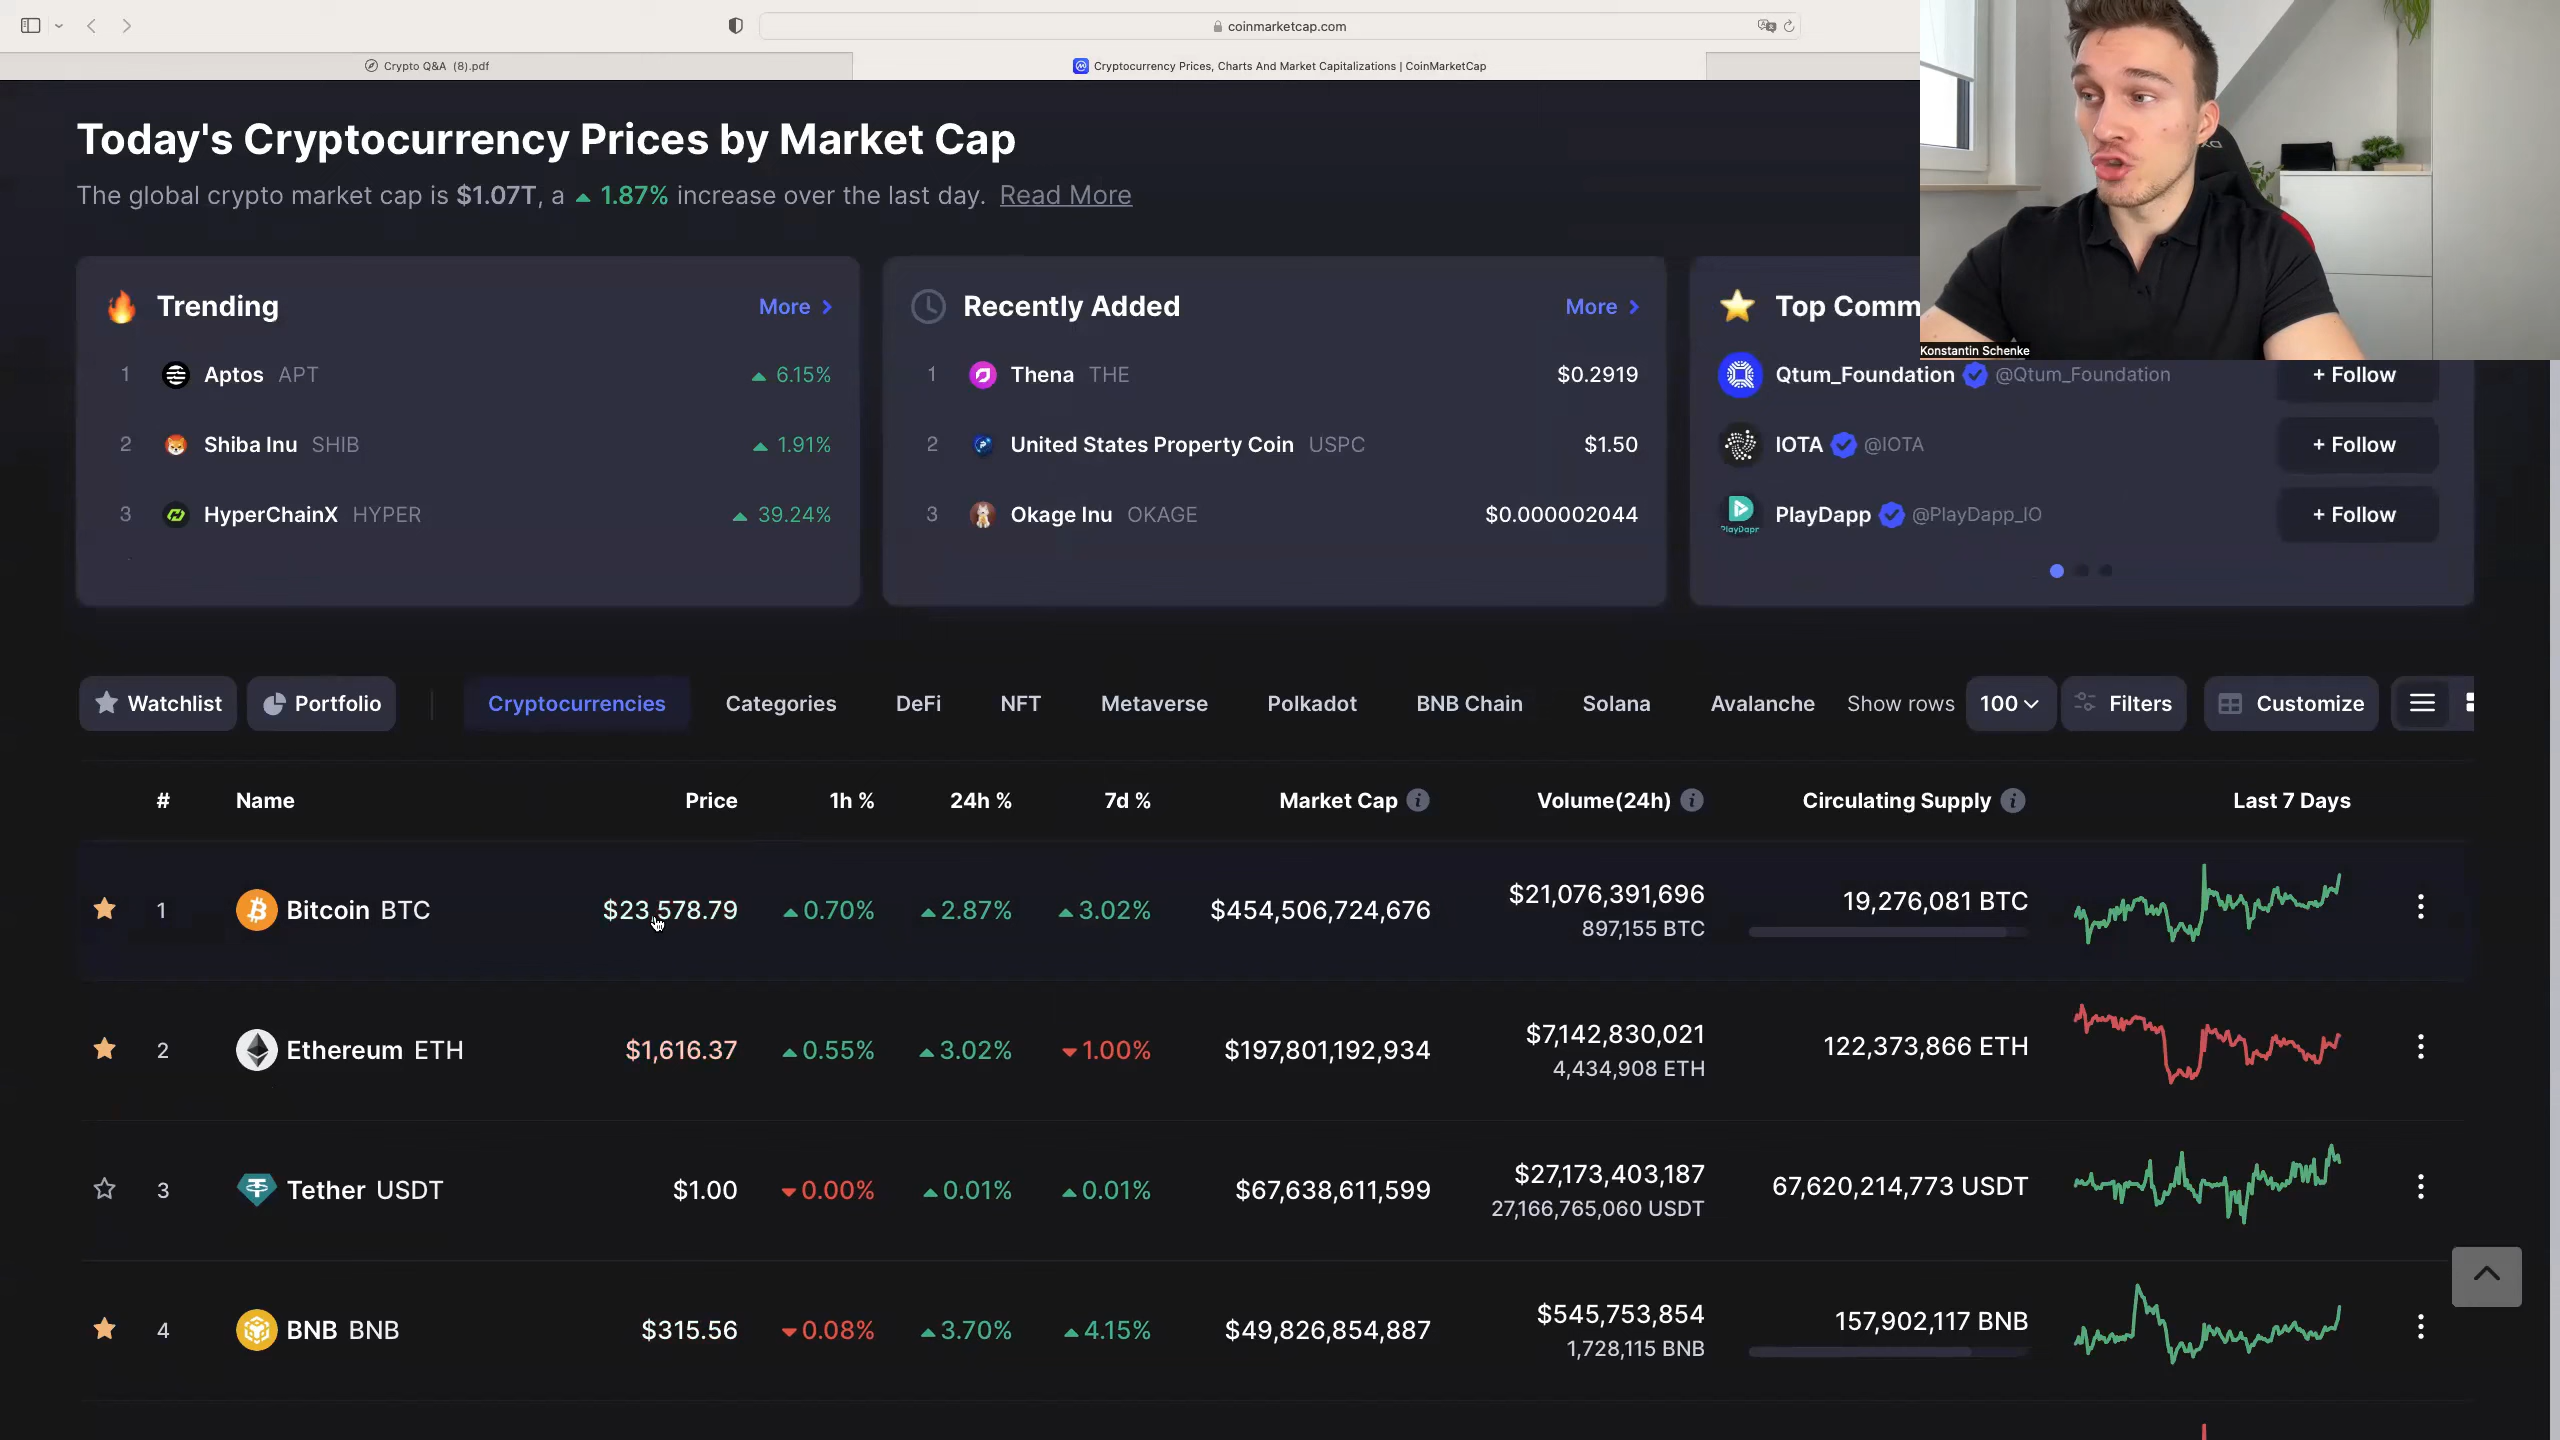 coinmarketcap.com
Crypto Q&A (8).pdf
Cryptocurrency Prices, Charts And Market Capitalizations | CoinMarketCap
Today's Cryptocurrency Prices by Market Cap
The global crypto market cap is $1.07T, a 1.87% increase over the last day. Read More
Konstantin Schenke
Trending More
1 Aptos APT 6.15%
2 Shiba Inu SHIB 1.91%
3 HyperChainX HYPER 39.24%
Recently Added More
1 Thena THE $0.2919
2 United States Property Coin USPC $1.50
3 Okage Inu OKAGE $0.000002044
Top Comm
Qtum_Foundation @Qtum_Foundation + Follow
IOTA @IOTA + Follow
PlayDapp @PlayDapp_IO + Follow
Watchlist Portfolio Cryptocurrencies Categories DeFi NFT Metaverse Polkadot BNB Chain Solana Avalanche Show rows 100 Filters Customize
# Name Price 1h % 24h % 7d % Market Cap Volume(24h) Circulating Supply Last 7 Days
1 Bitcoin BTC $23,578.79 0.70% 2.87% 3.02% $454,506,724,676 $21,076,391,696 19,276,081 BTC
897,155 BTC
2 Ethereum ETH $1,616.37 0.55% 3.02% 1.00% $197,801,192,934 $7,142,830,021 122,373,866 ETH
4,434,908 ETH
3 Tether USDT $1.00 0.00% 0.01% 0.01% $67,638,611,599 $27,173,403,187 67,620,214,773 USDT
27,166,765,060 USDT
4 BNB BNB $315.56 0.08% 3.70% 4.15% $49,826,854,887 $545,753,854 157,902,117 BNB
1,728,115 BNB